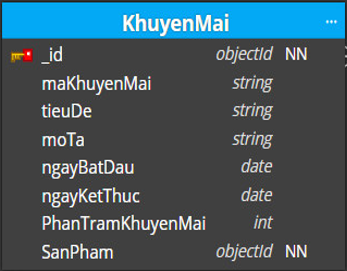 KhuyenMai ...
_id objectId NN
maKhuyenMai string
tieuDe string
moTa string
ngayBatDau date
ngayKetThuc date
PhanTramKhuyenMai int
SanPham objectId NN